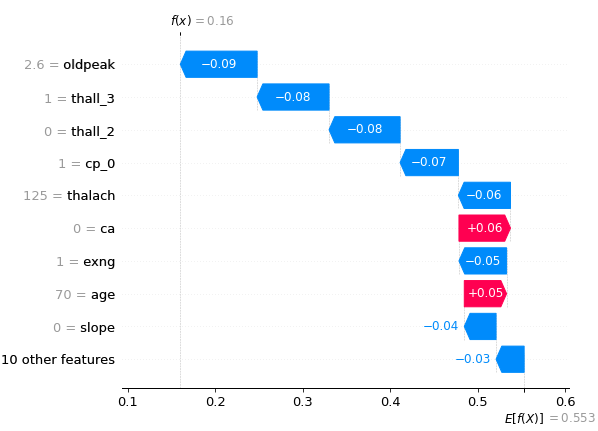 f(x) = 0.16
2.6 = oldpeak −0.09
1 = thall_3 −0.08
0 = thall_2 −0.08
1 = cp_0 −0.07
125 = thalach −0.06
0 = ca +0.06
1 = exng −0.05
70 = age +0.05
0 = slope −0.04
10 other features −0.03
0.1 0.2 0.3 0.4 0.5 0.6
E[f(X)] = 0.553